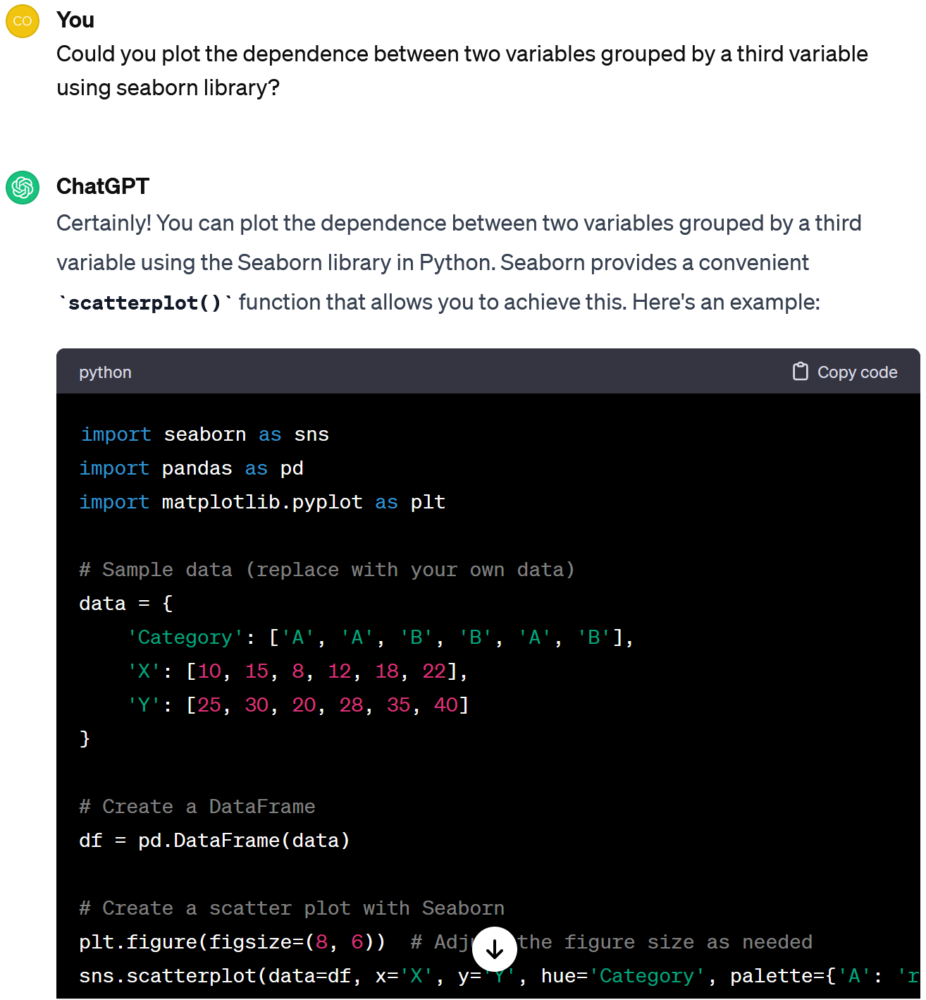 CO
You
Could you plot the dependence between two variables grouped by a third variable
using seaborn library?
ChatGPT
Certainly! You can plot the dependence between two variables grouped by a third
variable using the Seaborn library in Python. Seaborn provides a convenient
`scatterplot()` function that allows you to achieve this. Here's an example:
python Copy code
import seaborn as sns
import pandas as pd
import matplotlib.pyplot as plt
# Sample data (replace with your own data)
data = {
    'Category': ['A', 'A', 'B', 'B', 'A', 'B'],
    'X': [10, 15, 8, 12, 18, 22],
    'Y': [25, 30, 20, 28, 35, 40]
}
# Create a DataFrame
df = pd.DataFrame(data)
# Create a scatter plot with Seaborn
plt.figure(figsize=(8, 6))  # the figure size as needed
sns.scatterplot(data=df, x='X', y='Y', hue='Category', palette={'A': 'r